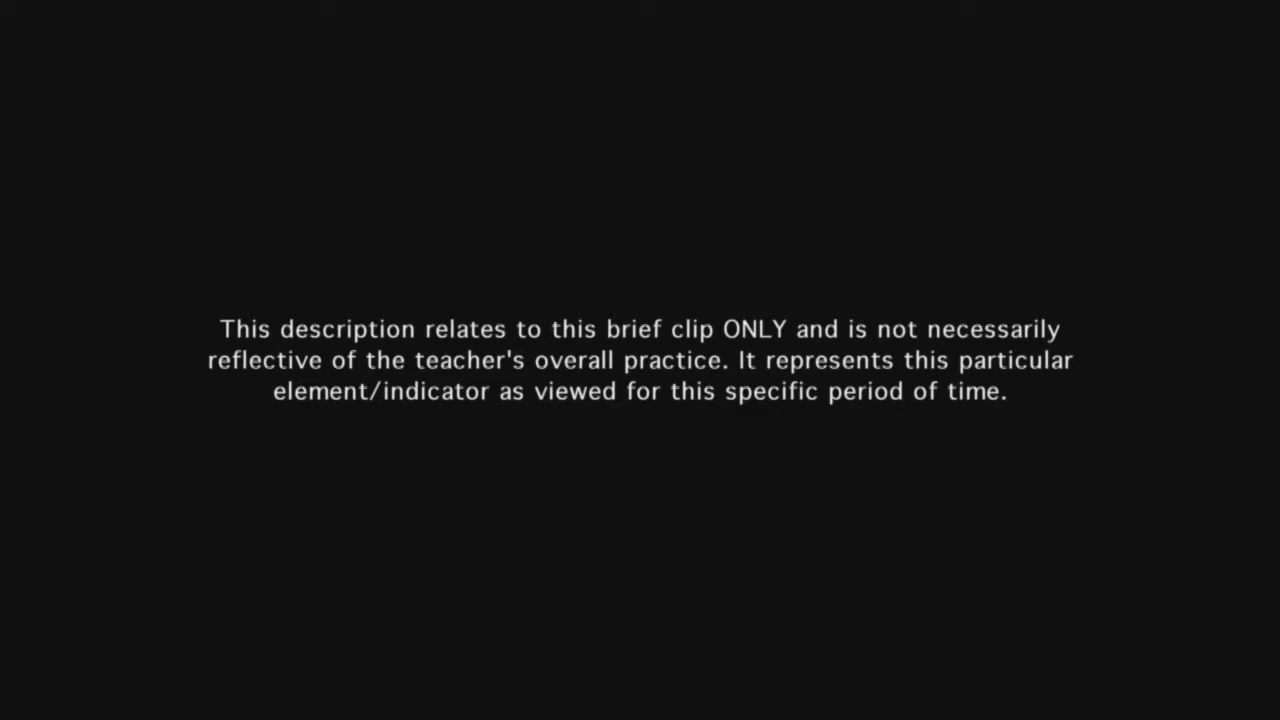 This description relates to this brief clip ONLY and is not necessarily
reflective of the teacher's overall practice. It represents this particular
element/indicator as viewed for this specific period of time.